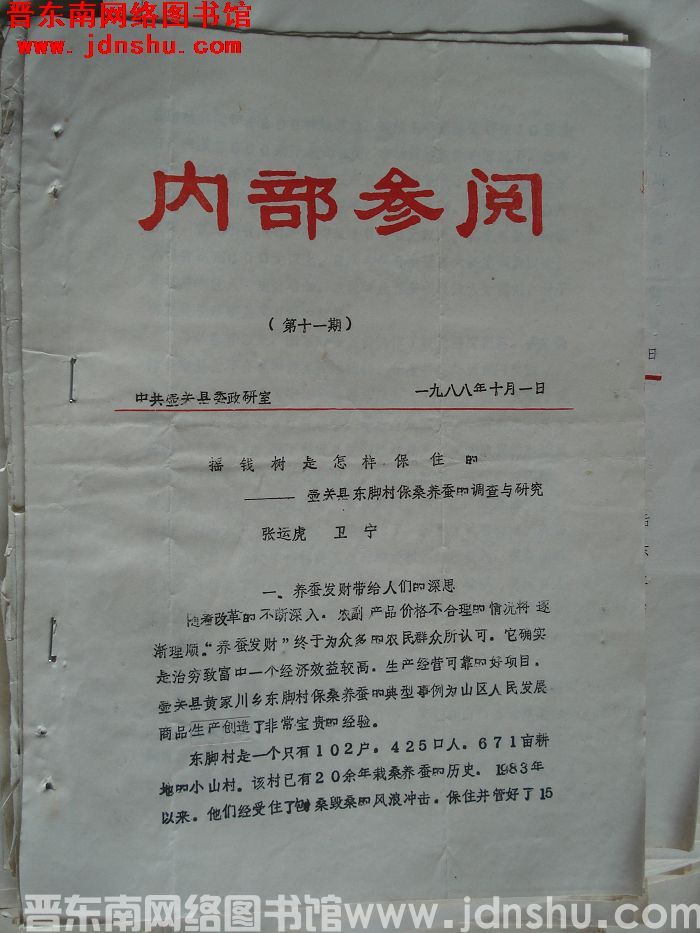 晋东南网络图书馆
www.jdnshu.com
内部参阅
(第十一期)
中共壶关县委政研室 一九八八年十月一日
摇钱树是怎样保住的
——壶关县东脚村保桑养蚕的调查与研究
张运虎 卫宁
一、养蚕发财带给人们的深思
随着改革的不断深入,农副产品价格不合理的情况将逐
渐理顺。“养蚕发财”终于为众多的农民群众所认可。它确实
是治穷致富中一个经济效益较高,生产经营可靠的好项目。
壶关县黄家川乡东脚村保桑养蚕的典型事例为山区人民发展
商品生产创造了非常宝贵的经验。
东脚村是一个只有102户,425口人,671亩耕
地的小山村。该村已有20余年栽桑养蚕的历史,1983年
以来,他们经受住了刨桑毁桑的风浪冲击,保住并管好了15
晋东南网络图书馆www.jdnshu.com